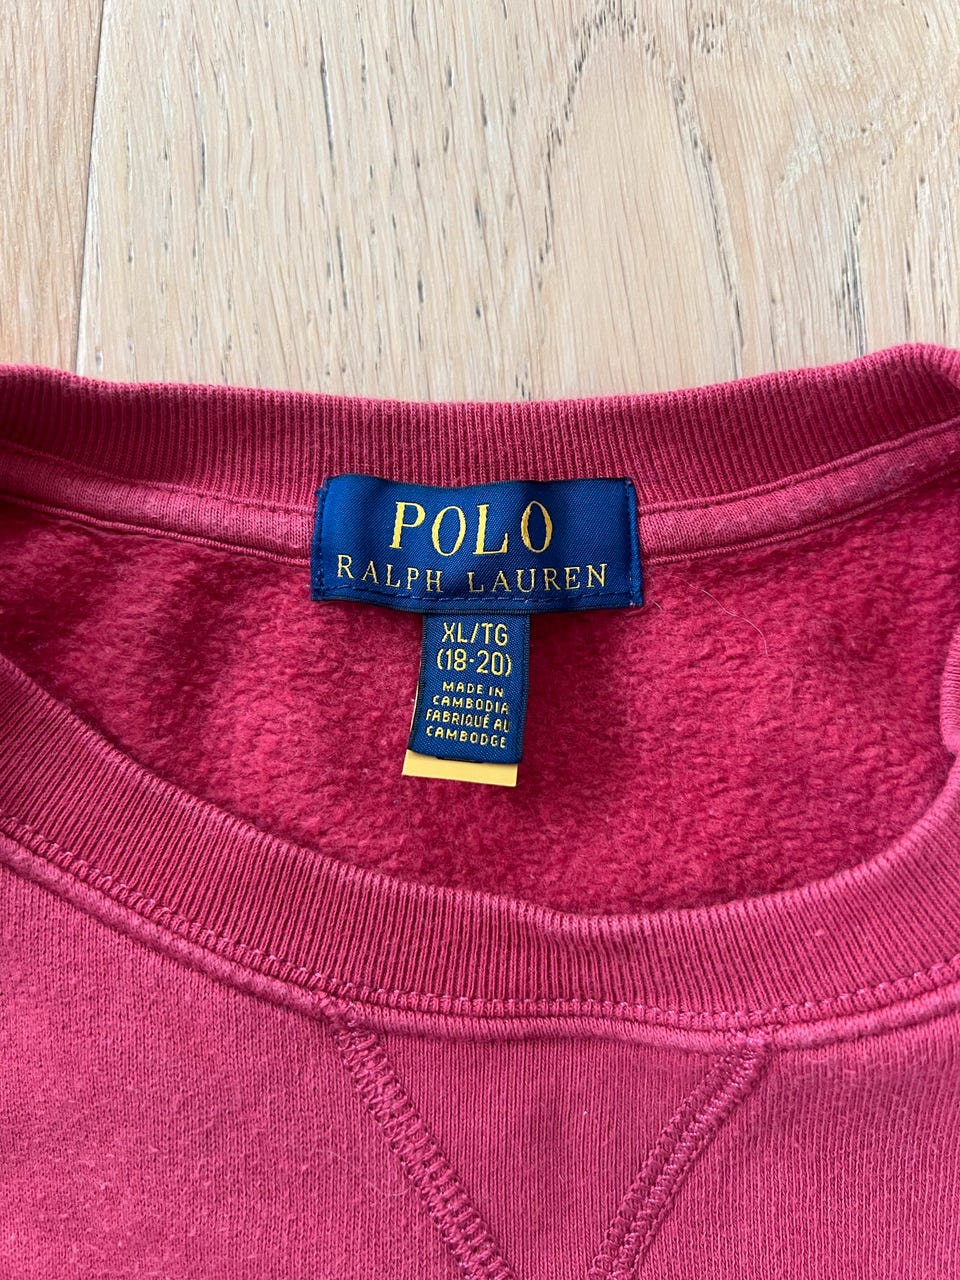 POLO
RALPH LAUREN
XL/TG
(18-20)
MADE IN
CAMBODIA
FABRIQUÉ AU
CAMBODGE